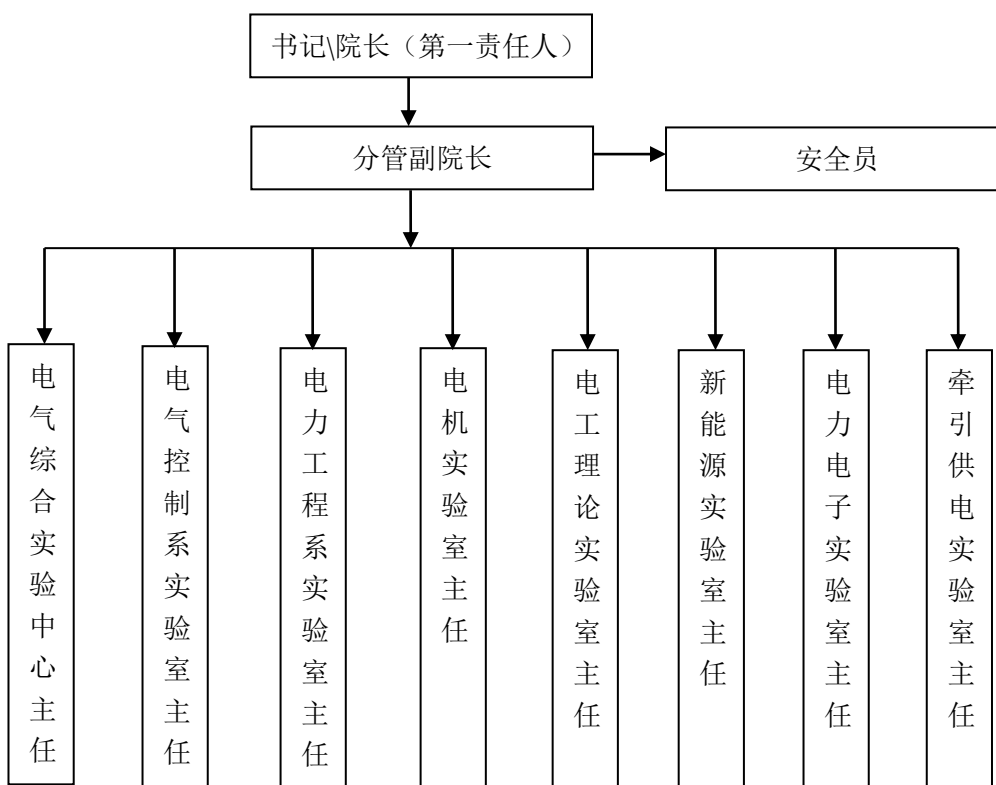 书记\院长（第一责任人）
分管副院长
安全员
电气综合实验中心主任
电气控制系实验室主任
电力工程系实验室主任
电机实验室主任
电工理论实验室主任
新能源实验室主任
电力电子实验室主任
牵引供电实验室主任